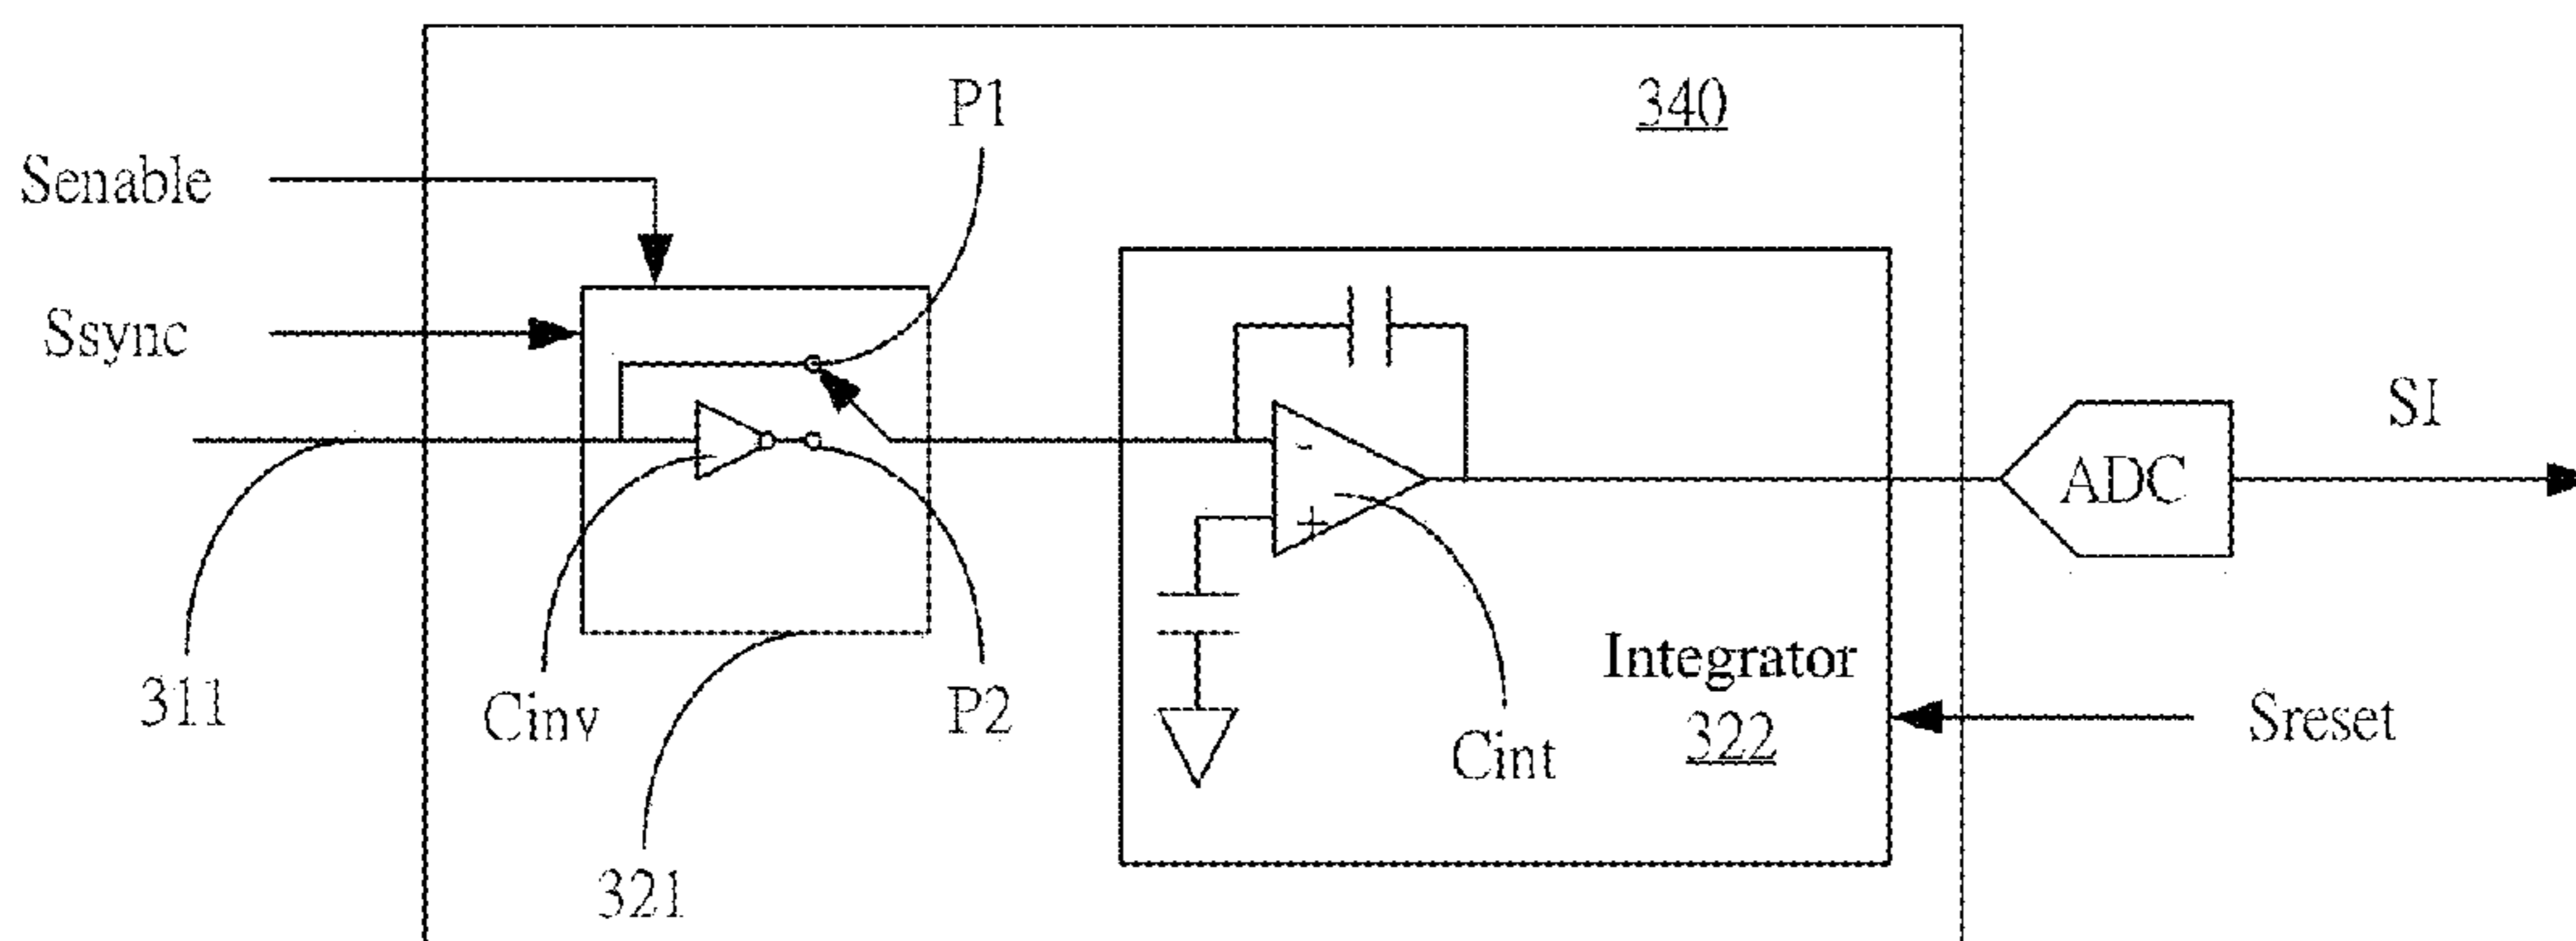 P1
340
Senable
Ssync
SI
ADC
-
+
Integrator
322
311
Cinv
P2
Cint
Sreset
321